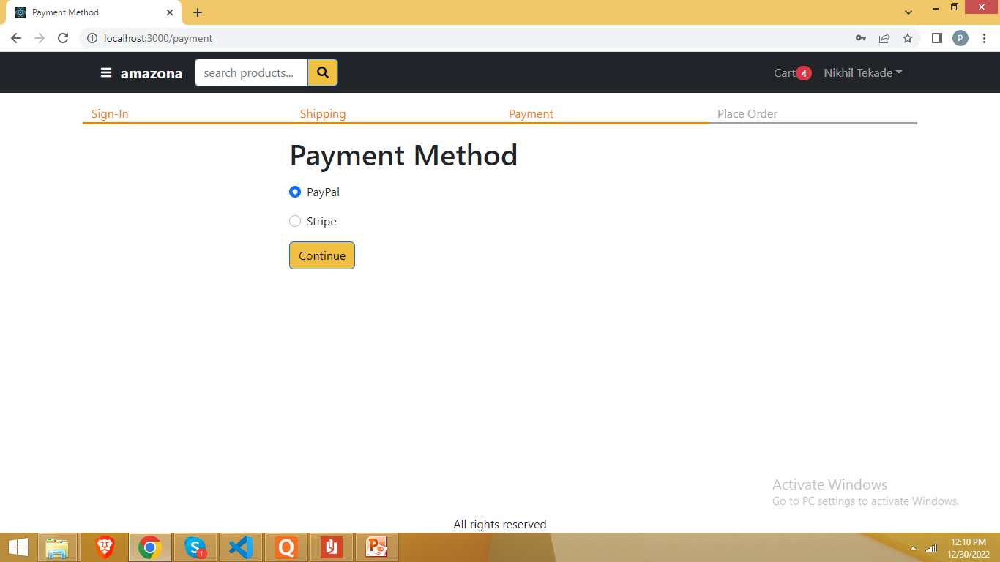 Payment Method
localhost:3000/payment
P
amazona
search products...
Cart 4
Nikhil Tekade
Sign-In
Shipping
Payment
Place Order
Payment Method
PayPal
Stripe
Continue
Activate Windows
Go to PC settings to activate Windows.
All rights reserved
S
1
Q
P
12:10 PM
12/30/2022